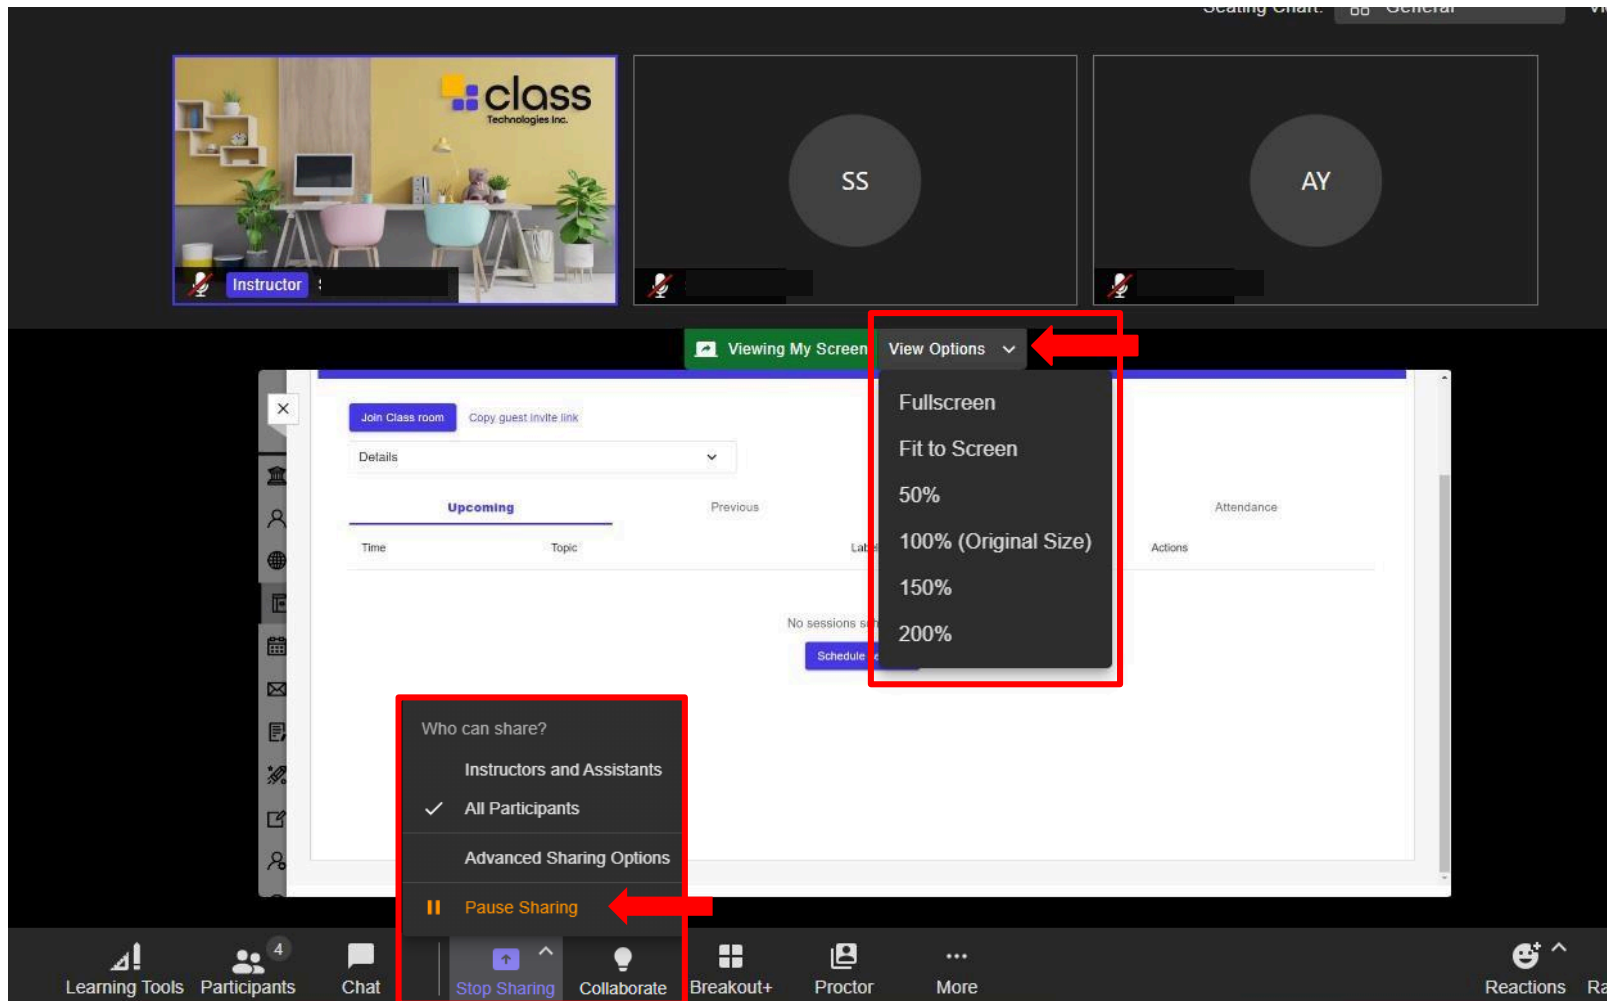 Seating Chart: General
class
Technologies Inc.
SS
AY
Instructor
Viewing My Screen
View Options
Fullscreen
Fit to Screen
50%
100% (Original Size)
150%
200%
Join Class room
Copy guest invite link
Details
Upcoming
Previous
Attendance
Time
Topic
Label
Actions
No sessions
Schedule
Who can share?
Instructors and Assistants
All Participants
Advanced Sharing Options
Pause Sharing
Learning Tools
Participants
4
Chat
Stop Sharing
Collaborate
Breakout+
Proctor
More
Reactions